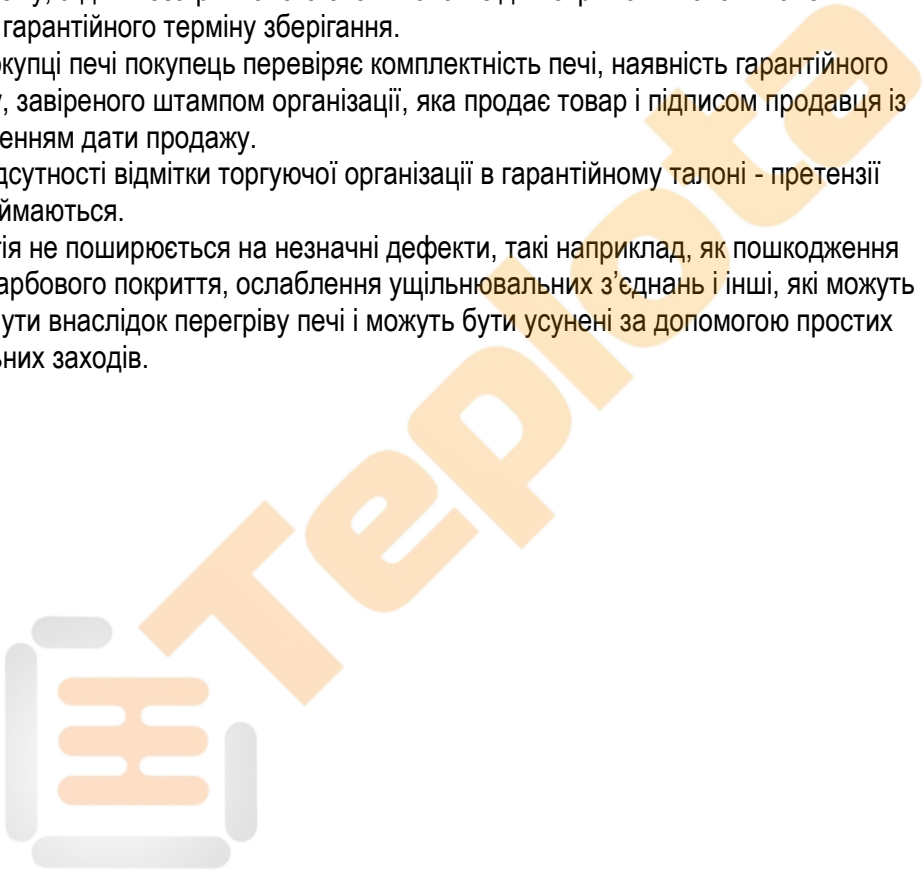 гарантійного терміну зберігання.
купці печі покупець перевіряє комплектність печі, наявність гарантійного
у, завіреного штампом організації, яка продає товар і підписом продавця із
енням дати продажу.
дсутності відмітки торгуючої організації в гарантійному талоні - претензії
ймаються.
тія не поширюється на незначні дефекти, такі наприклад, як пошкодження
арбового покриття, ослаблення ущільнювальних з’єднань і інші, які можуть
ути внаслідок перегріву печі і можуть бути усунені за допомогою простих
ьних заходів.
Teplota